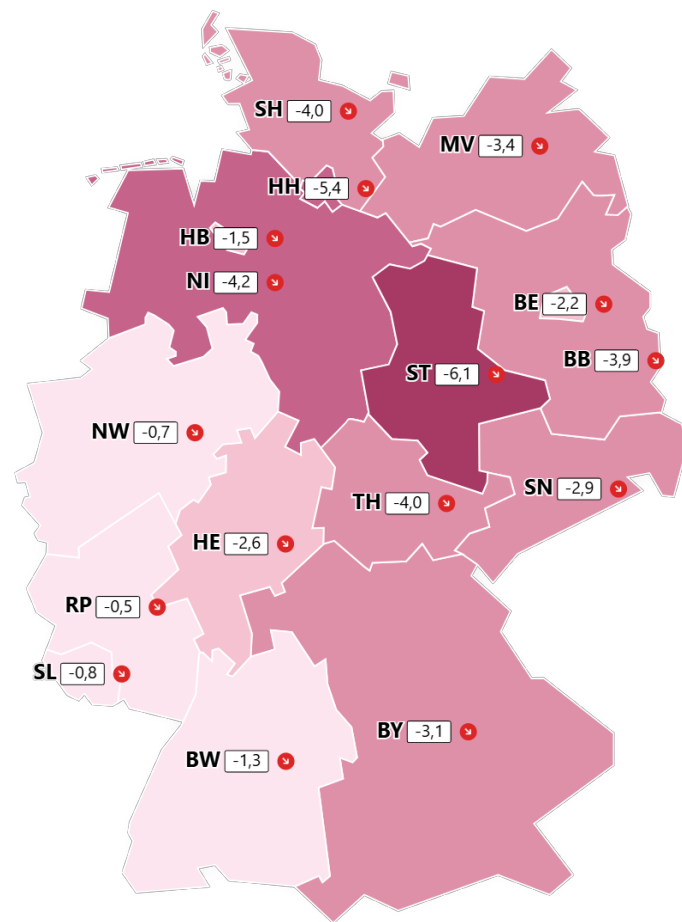 SH -4,0
MV -3,4
HH -5,4
HB -1,5
NI -4,2
BE -2,2
BB -3,9
ST -6,1
NW -0,7
SN -2,9
TH -4,0
HE -2,6
RP -0,5
SL -0,8
BY -3,1
BW -1,3